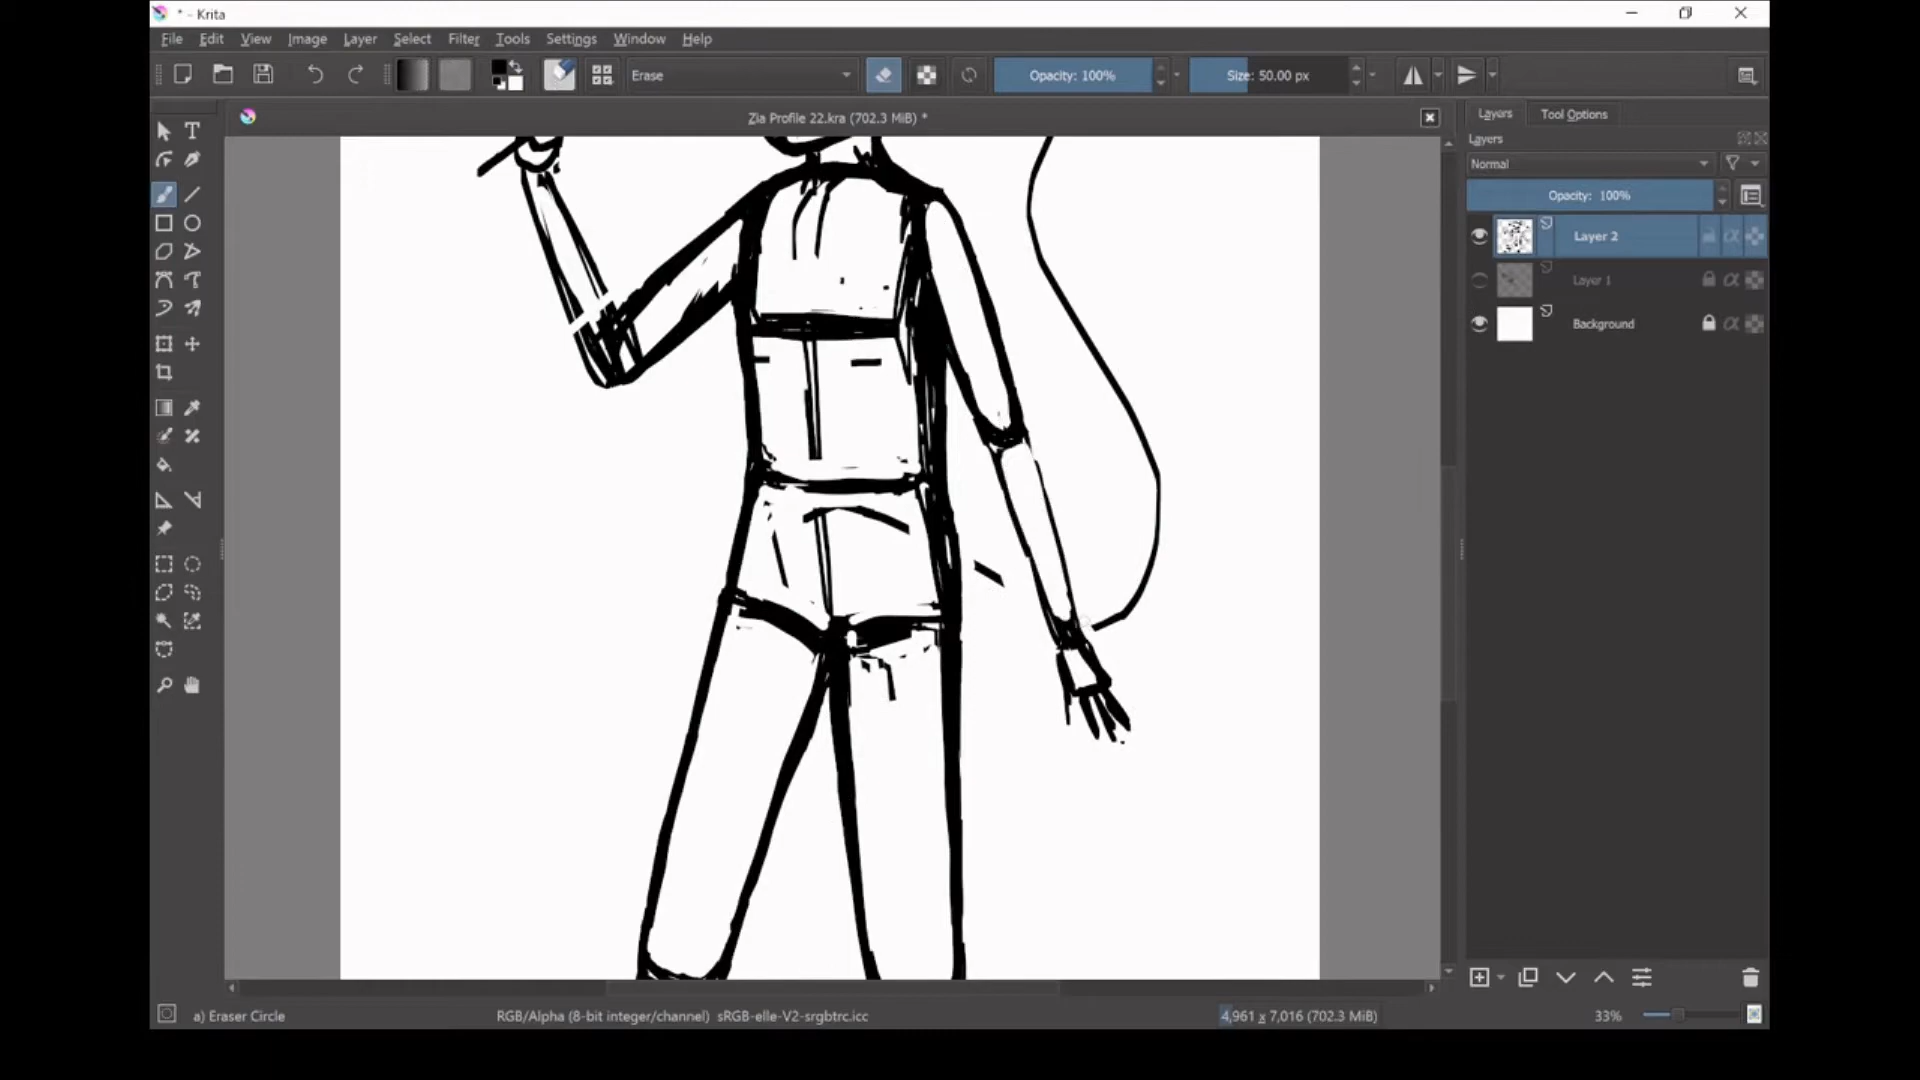 * - Krita
File Edit View Image Layer Select Filter Tools Settings Window Help
Erase Opacity: 100% Size: 50.00 px
Zia Profile 22.kra (702.3 MiB) *
Layers Tool Options
Layers
Normal
Opacity: 100%
Layer 2
Layer 1
Background
a) Eraser Circle RGB/Alpha (8-bit integer/channel) sRGB-elle-V2-srgbtrc.icc 4,961 x 7,016 (702.3 MiB) 33%